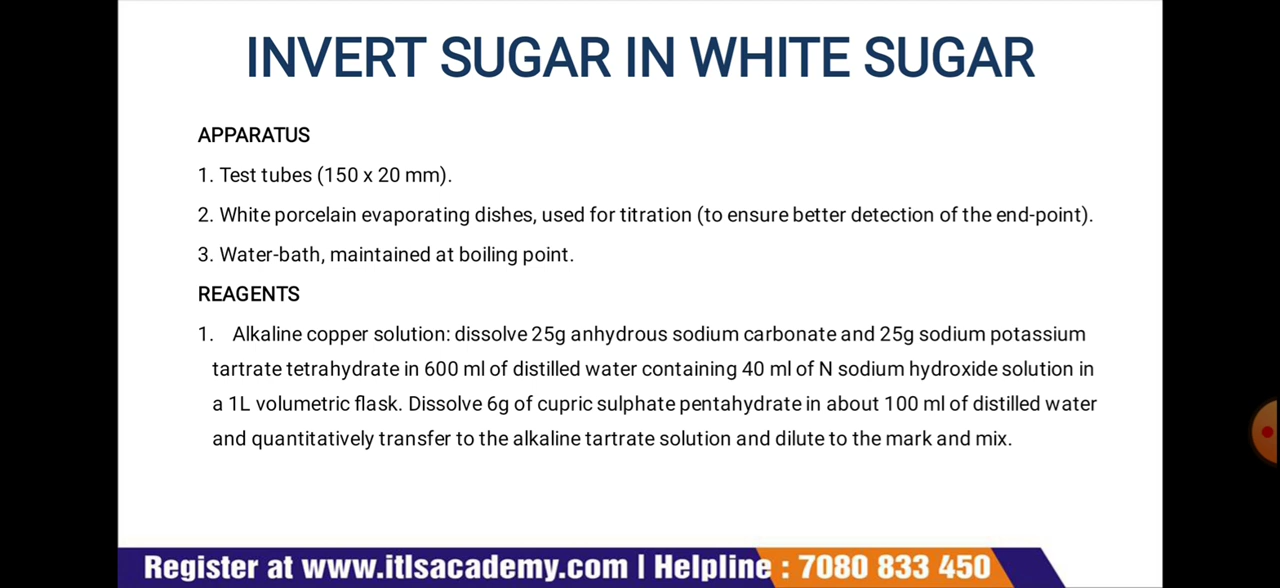 INVERT SUGAR IN WHITE SUGAR
APPARATUS
1. Test tubes (150 x 20 mm).
2. White porcelain evaporating dishes, used for titration (to ensure better detection of the end-point).
3. Water-bath, maintained at boiling point.
REAGENTS
1. Alkaline copper solution: dissolve 25g anhydrous sodium carbonate and 25g sodium potassium
tartrate tetrahydrate in 600 ml of distilled water containing 40 ml of N sodium hydroxide solution in
a 1L volumetric flask. Dissolve 6g of cupric sulphate pentahydrate in about 100 ml of distilled water
and quantitatively transfer to the alkaline tartrate solution and dilute to the mark and mix.
Register at www.itlsacademy.com | Helpline : 7080 833 450